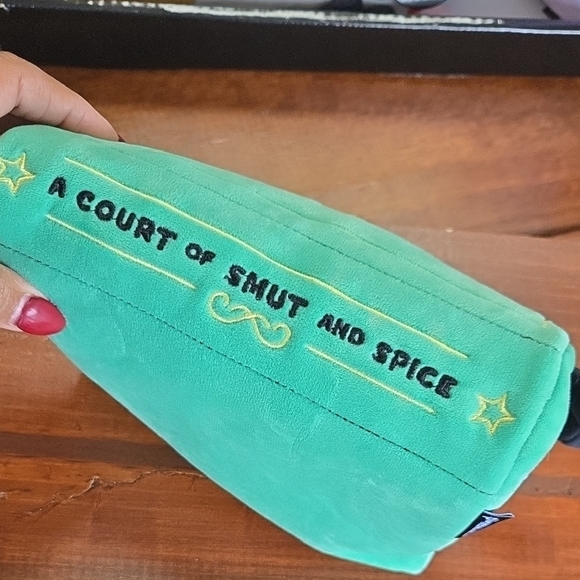 A COURT OF SMUT AND SPICE